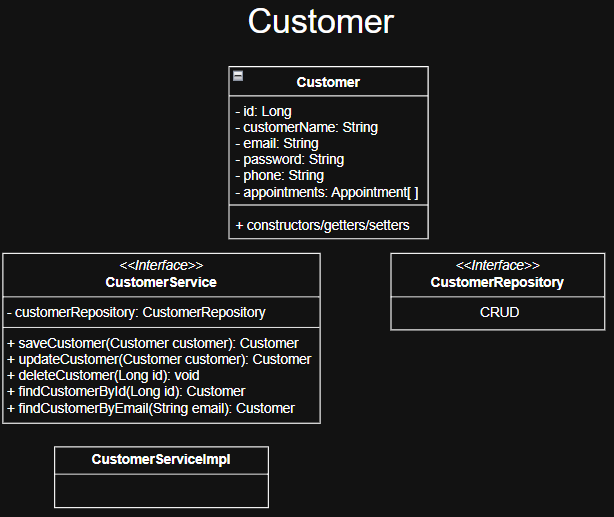 Customer
Customer
- id: Long
- customerName: String
- email: String
- password: String
- phone: String
- appointments: Appointment[ ]
+ constructors/getters/setters
<<Interface>>
CustomerService
- customerRepository: CustomerRepository
+ saveCustomer(Customer customer): Customer
+ updateCustomer(Customer customer): Customer
+ deleteCustomer(Long id): void
+ findCustomerById(Long id): Customer
+ findCustomerByEmail(String email): Customer
<<Interface>>
CustomerRepository
CRUD
CustomerServiceImpl